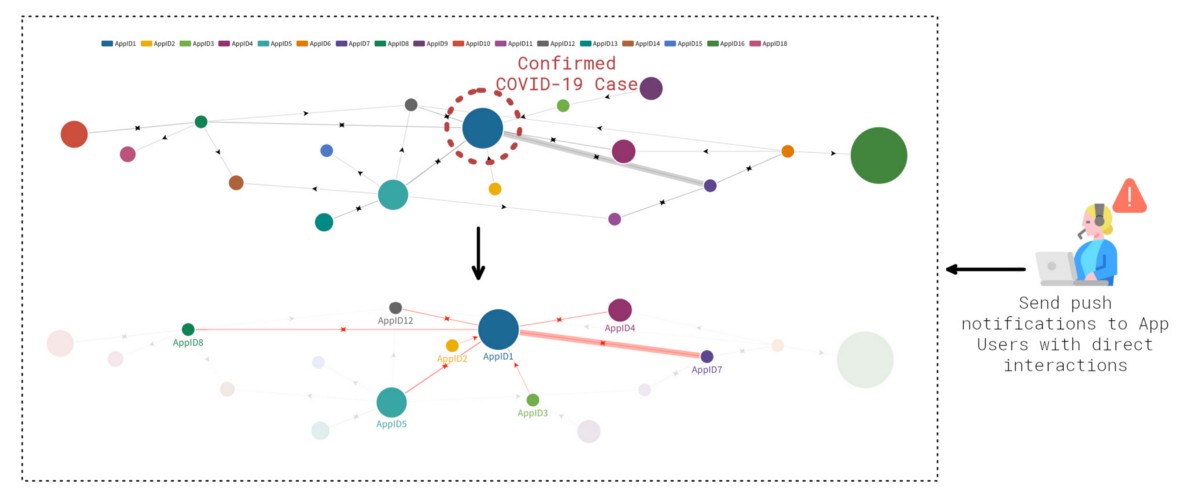 AppID1 AppID2 AppID3 AppID4 AppID5 AppID6 AppID7 AppID8 AppID9 AppID10 AppID11 AppID12 AppID13 AppID14 AppID15 AppID16 AppID18
Confirmed
COVID-19 Case
AppID12
AppID4
AppID8
AppID2
AppID1
AppID7
AppID5
AppID3
Send push
notifications to App
Users with direct
interactions